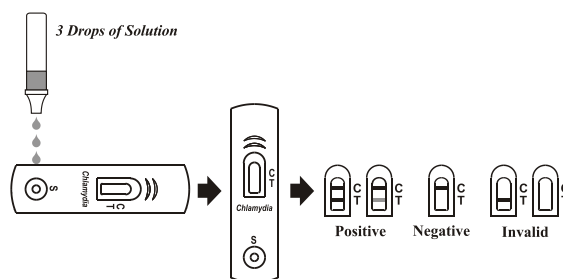 3 Drops of Solution
S
Chlamydia
C
T
C
T
Chlamydia
S
C
T
C
T
C
T
C
T
Positive
Negative
Invalid